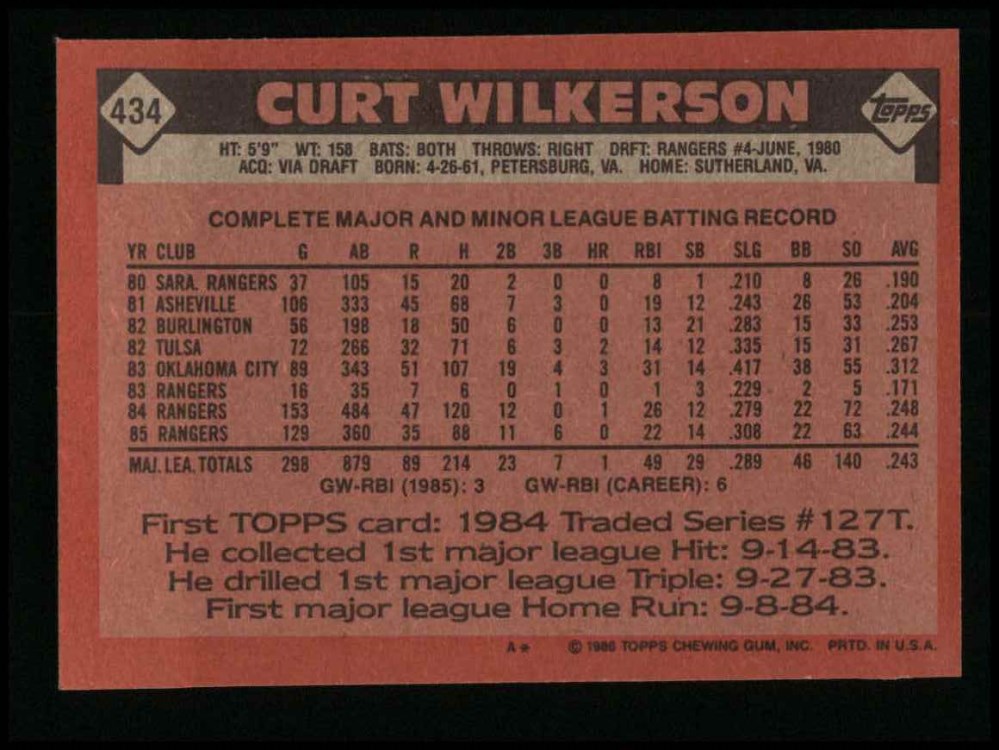 434 CURT WILKERSON TOPPS
HT: 5'9" WT: 158 BATS: BOTH THROWS: RIGHT DRFT: RANGERS #4-JUNE, 1980
ACQ: VIA DRAFT BORN: 4-26-61, PETERSBURG, VA. HOME: SUTHERLAND, VA.
COMPLETE MAJOR AND MINOR LEAGUE BATTING RECORD
YR CLUB G AB R H 2B 3B HR RBI SB SLG BB SO AVG
80 SARA. RANGERS 37 105 15 20 2 0 0 8 1 .210 8 26 .190
81 ASHEVILLE 106 333 45 68 7 3 0 19 12 .243 26 53 .204
82 BURLINGTON 56 198 18 50 6 0 0 13 21 .283 15 33 .253
82 TULSA 72 266 32 71 6 3 2 14 12 .335 15 31 .267
83 OKLAHOMA CITY 89 343 51 107 19 4 3 31 14 .417 38 55 .312
83 RANGERS 16 35 7 6 0 1 0 1 3 .229 2 5 .171
84 RANGERS 153 484 47 120 12 0 1 26 12 .279 22 72 .248
85 RANGERS 129 360 35 88 11 6 0 22 14 .308 22 63 .244
MAJ. LEA. TOTALS 298 879 89 214 23 7 1 49 29 .289 46 140 .243
GW-RBI (1985): 3 GW-RBI (CAREER): 6
First TOPPS card: 1984 Traded Series #127T.
He collected 1st major league Hit: 9-14-83.
He drilled 1st major league Triple: 9-27-83.
First major league Home Run: 9-8-84.
A* © 1986 TOPPS CHEWING GUM, INC. PRTD. IN U.S.A.